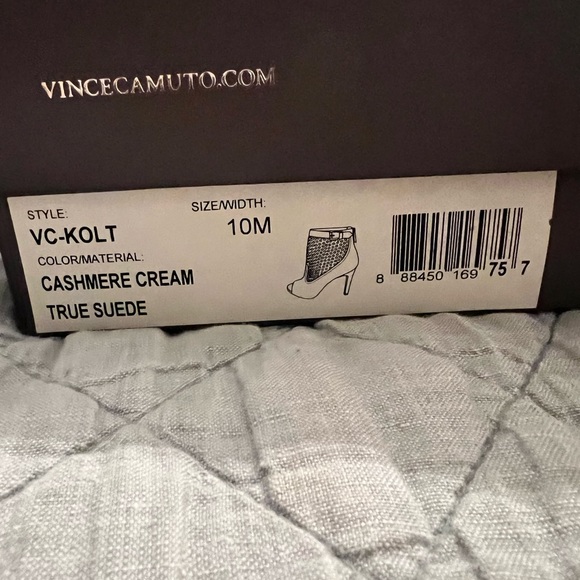 VINCECAMUTO.COM
STYLE:
VC-KOLT
SIZE/WIDTH:
10M
COLOR/MATERIAL:
CASHMERE CREAM
TRUE SUEDE
8 88450 169 75 7